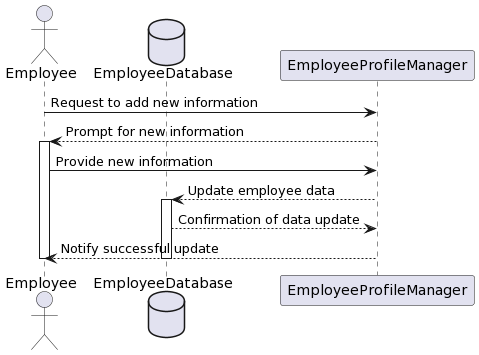 Employee
EmployeeDatabase
EmployeeProfileManager
Request to add new information
Prompt for new information
Provide new information
Update employee data
Confirmation of data update
Notify successful update
Employee
EmployeeDatabase
EmployeeProfileManager